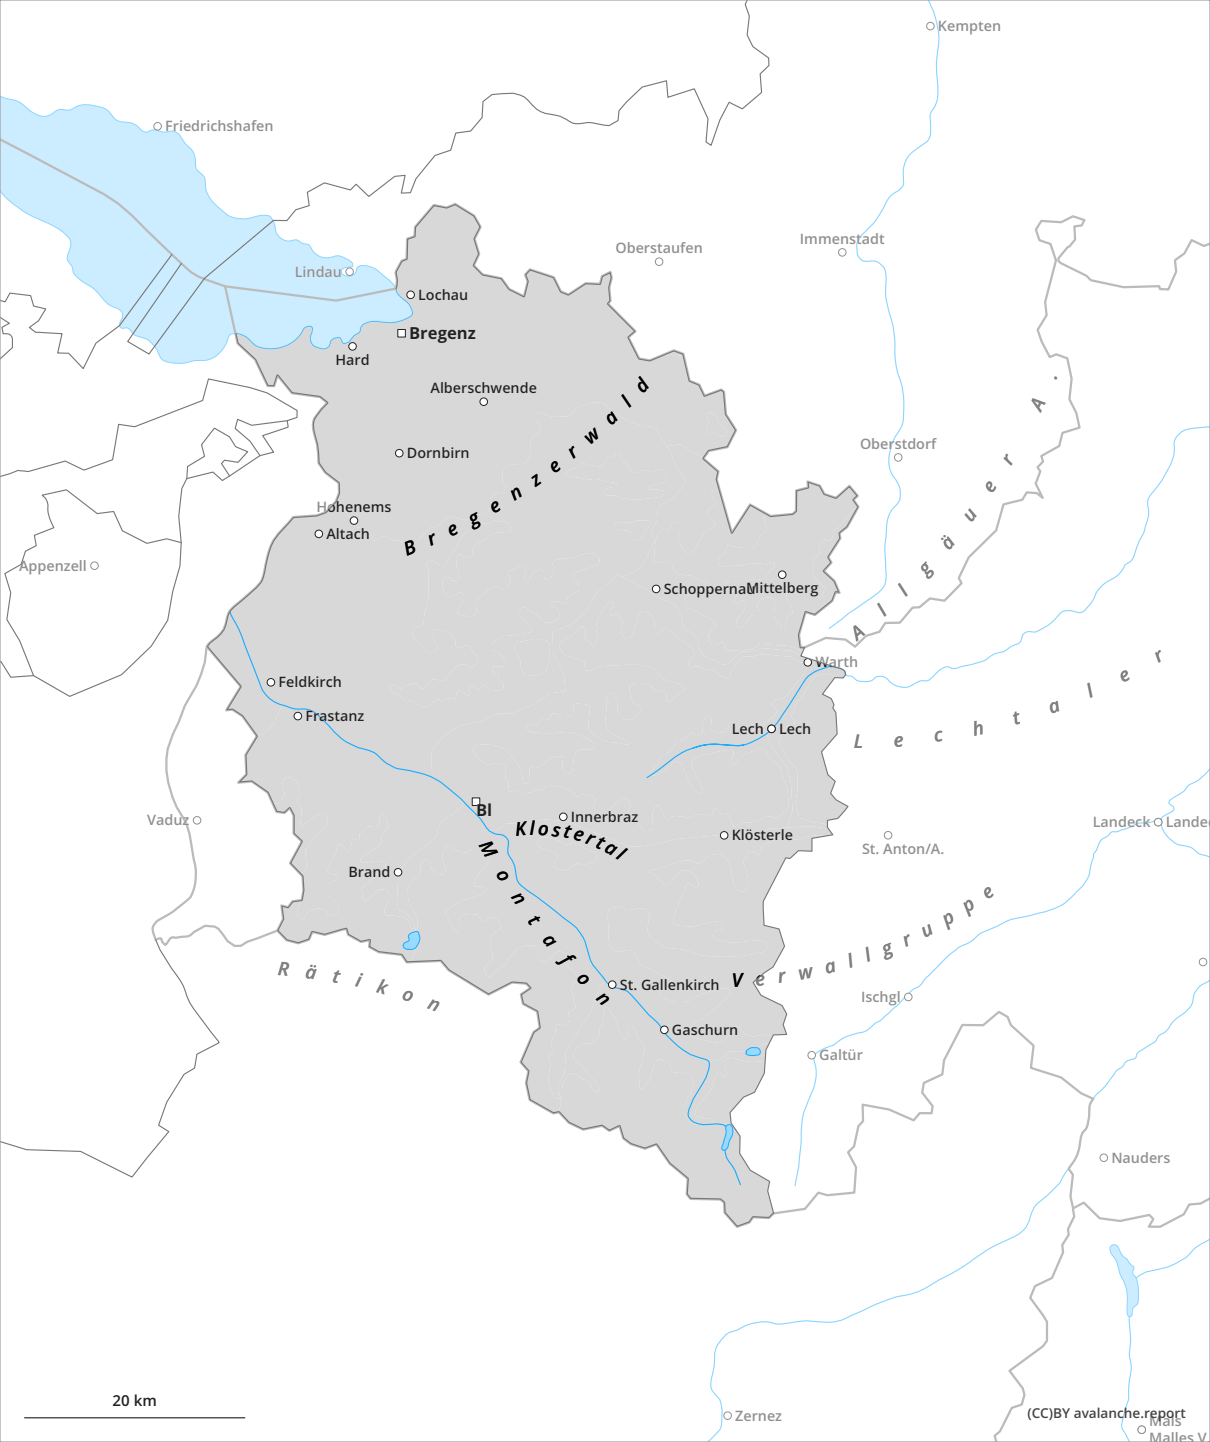 Kempten
Friedrichshafen
Immenstadt
Oberstaufen
Lindau
Lochau
Bregenz
Hard
Alberschwende
Bregenzerwald
Allgäuer A.
Oberstdorf
Dornbirn
Hohenems
Altach
Appenzell
Schoppernau
Mittelberg
Warth
Lechtaler
Feldkirch
Frastanz
Lech
Lech
Vaduz
Bl
Innerbraz
Klostertal
Klösterle
Landeck
St. Anton/A.
Montafon
Brand
Verwallgruppe
Rätikon
St. Gallenkirch
Ischgl
Gaschurn
Galtür
Nauders
20 km
Zernez
(CC)BY avalanche.report
Mals
Malles V